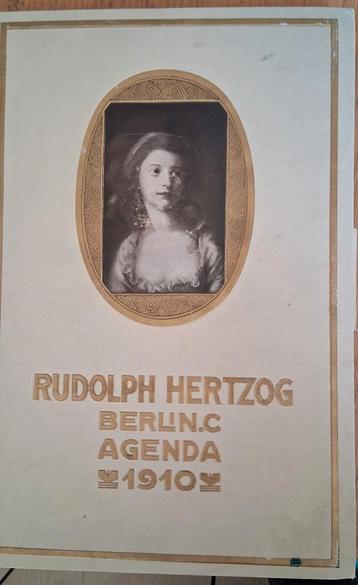 RUDOLPH HERTZOG
BERLIN.C
AGENDA
1910